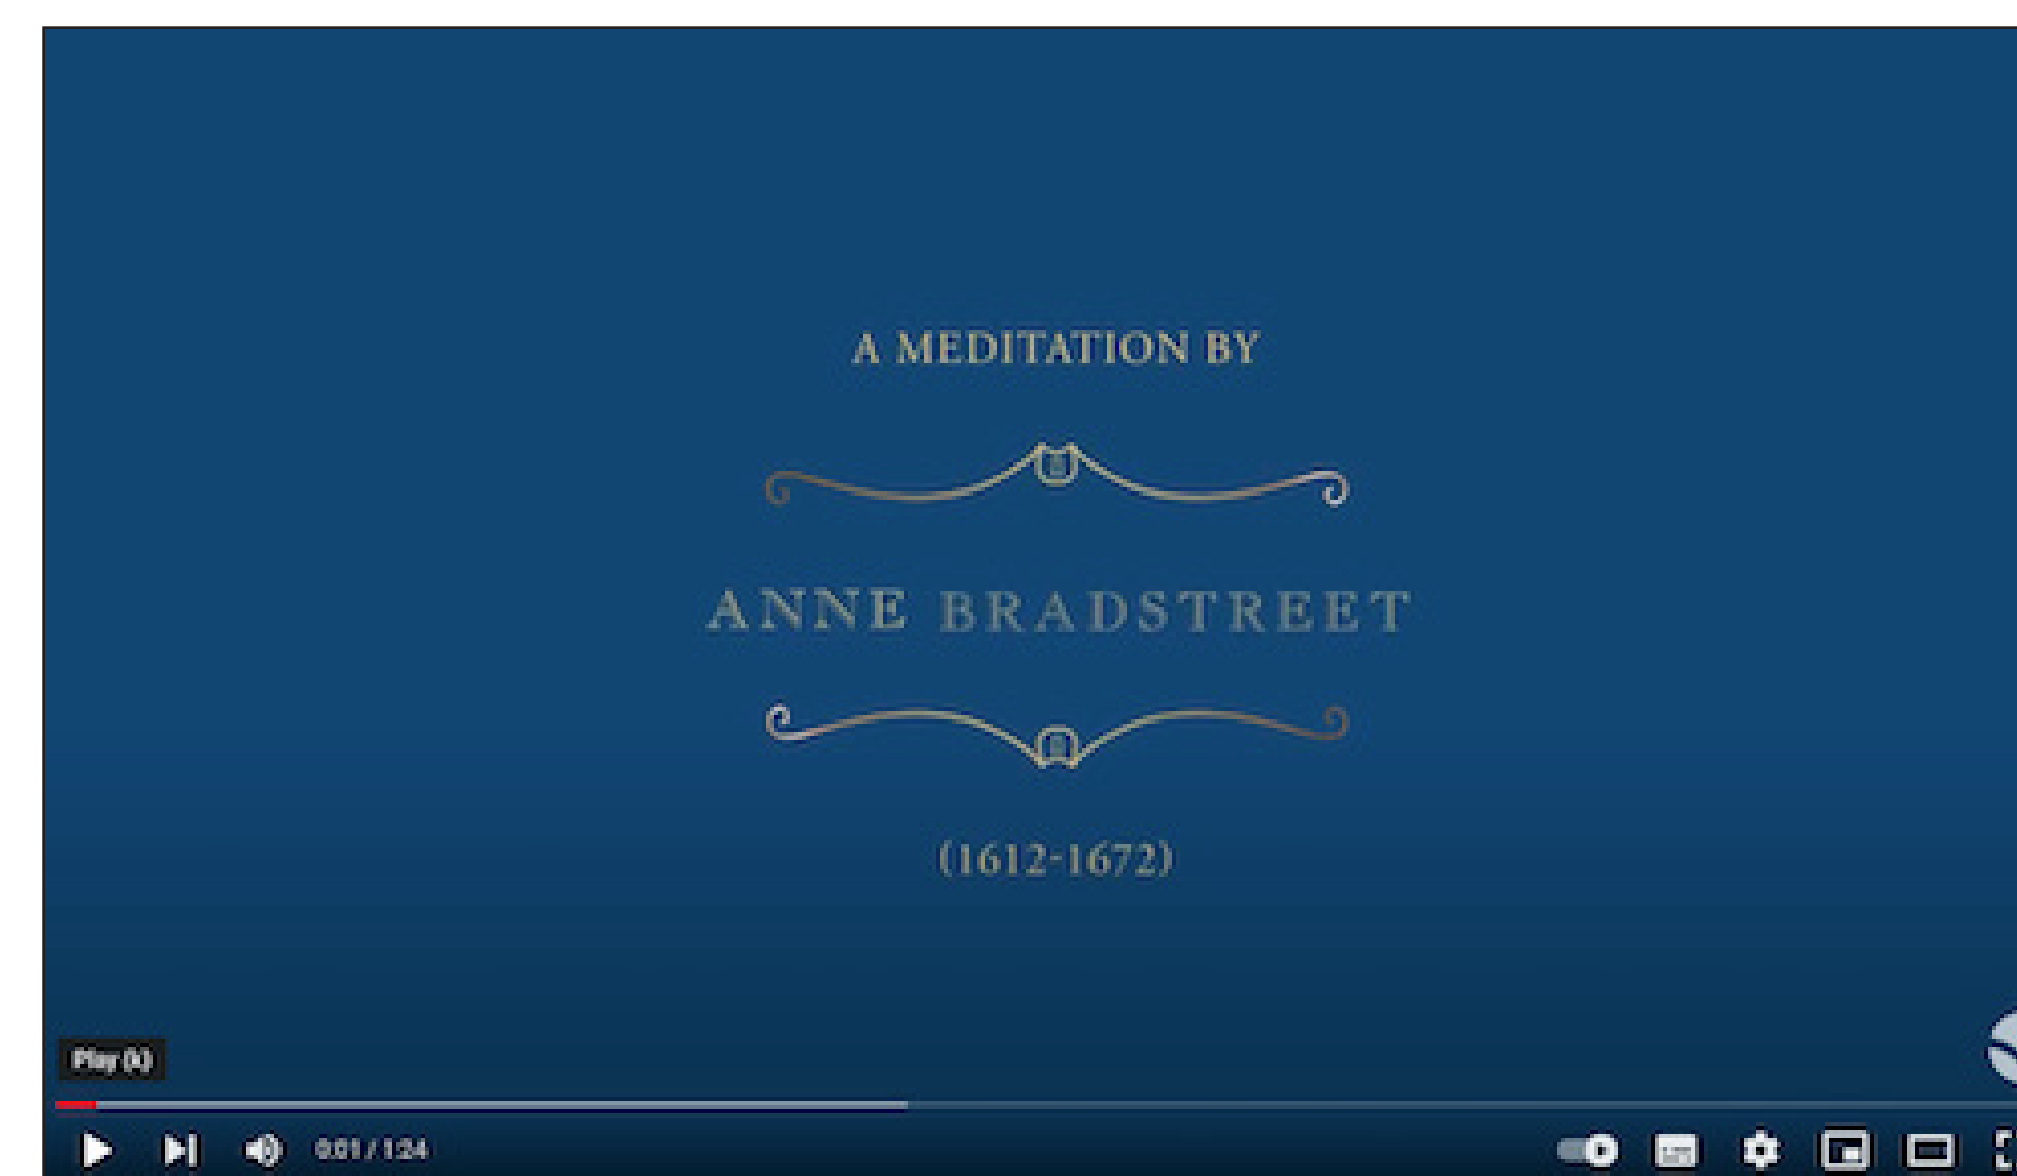 A MEDITATION BY
ANNE BRADSTREET
(1612-1672)
Play (k)
0:01 / 1:24